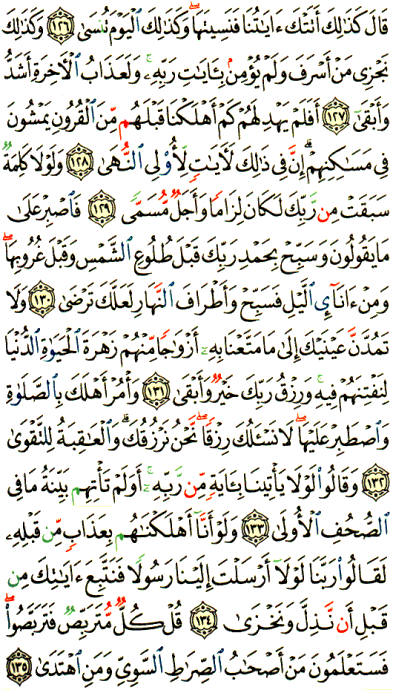 قَالَ كَذَٰلِكَ أَتَتْكَ ءَايَٰتُنَا فَنَسِيتَهَا ۖ وَكَذَٰلِكَ ٱلْيَوْمَ تُنسَىٰ ١٢٦ وَكَذَٰلِكَ
نَجْزِى مَنْ أَسْرَفَ وَلَمْ يُؤْمِنۢ بِـَٔايَٰتِ رَبِّهِۦ ۚ وَلَعَذَابُ ٱلْءَاخِرَةِ أَشَدُّ
وَأَبْقَىٰٓ ١٢٧ أَفَلَمْ يَهْدِ لَهُمْ كَمْ أَهْلَكْنَا قَبْلَهُم مِّنَ ٱلْقُرُونِ يَمْشُونَ
فِى مَسَٰكِنِهِمْ ۗ إِنَّ فِى ذَٰلِكَ لَءَايَٰتٍ لِّأُو۟لِى ٱلنُّهَىٰ ١٢٨ وَلَوْلَا كَلِمَةٌ
سَبَقَتْ مِن رَّبِّكَ لَكَانَ لِزَامًا وَأَجَلٌ مُّسَمًّى ١٢٩ فَٱصْبِرْ عَلَىٰ
مَا يَقُولُونَ وَسَبِّحْ بِحَمْدِ رَبِّكَ قَبْلَ طُلُوعِ ٱلشَّمْسِ وَقَبْلَ غُرُوبِهَا ۖ
وَمِنْ ءَانَآئِ ٱلَّيْلِ فَسَبِّحْ وَأَطْرَافَ ٱلنَّهَارِ لَعَلَّكَ تَرْضَىٰ ١٣٠ وَلَا
تَمُدَّنَّ عَيْنَيْكَ إِلَىٰ مَا مَتَّعْنَا بِهِۦٓ أَزْوَٰجًا مِّنْهُمْ زَهْرَةَ ٱلْحَيَوٰةِ ٱلدُّنْيَا
لِنَفْتِنَهُمْ فِيهِ ۚ وَرِزْقُ رَبِّكَ خَيْرٌ وَأَبْقَىٰ ١٣١ وَأْمُرْ أَهْلَكَ بِٱلصَّلَوٰةِ
وَٱصْطَبِرْ عَلَيْهَا ۖ لَا نَسْـَٔلُكَ رِزْقًا ۖ نَّحْنُ نَرْزُقُكَ ۗ وَٱلْعَٰقِبَةُ لِلتَّقْوَىٰ
١٣٢ وَقَالُوا۟ لَوْلَا يَأْتِينَا بِـَٔايَةٍ مِّن رَّبِّهِۦٓ ۚ أَوَلَمْ تَأْتِهِم بَيِّنَةُ مَا فِى
ٱلصُّحُفِ ٱلْأُولَىٰ ١٣٣ وَلَوْ أَنَّآ أَهْلَكْنَٰهُم بِعَذَابٍ مِّن قَبْلِهِۦ
لَقَالُوا۟ رَبَّنَا لَوْلَآ أَرْسَلْتَ إِلَيْنَا رَسُولًا فَنَتَّبِعَ ءَايَٰتِكَ مِن
قَبْلِ أَن نَّذِلَّ وَنَخْزَىٰ ١٣٤ قُلْ كُلٌّ مُّتَرَبِّصٌ فَتَرَبَّصُوا۟ ۖ
فَسَتَعْلَمُونَ مَنْ أَصْحَٰبُ ٱلصِّرَٰطِ ٱلسَّوِىِّ وَمَنِ ٱهْتَدَىٰ ١٣٥